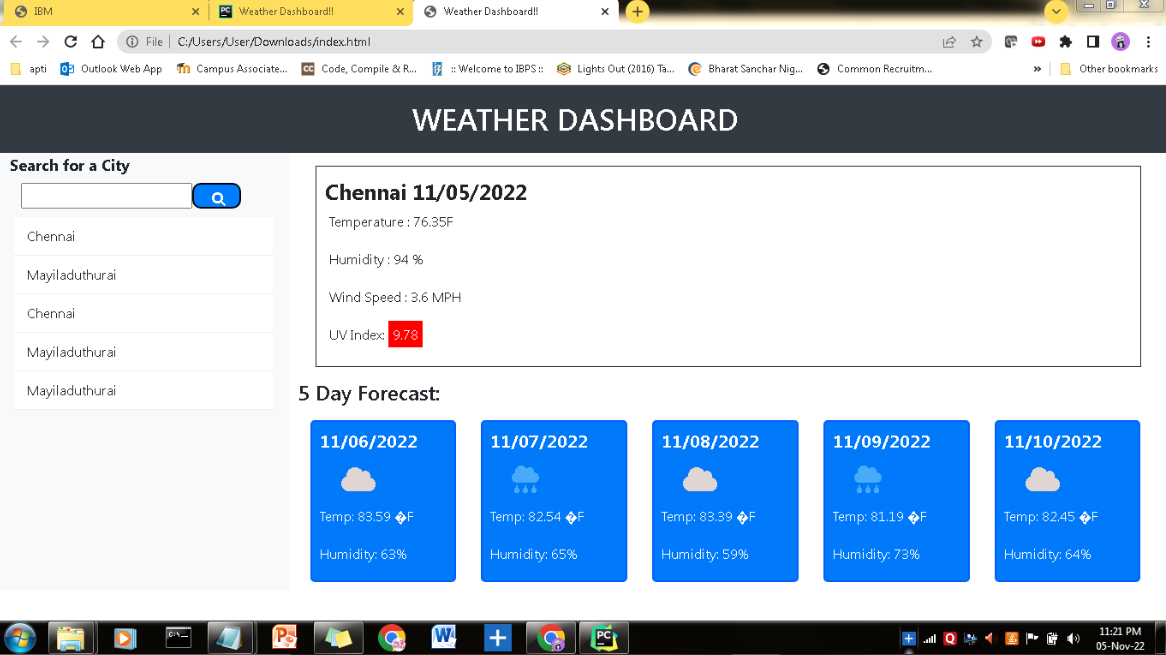 IBM
Weather Dashboard!!
Weather Dashboard!!
File | C:/Users/User/Downloads/index.html
apti
Outlook Web App
Campus Associate...
Code, Compile & R...
:: Welcome to IBPS ::
Lights Out (2016) Ta...
Bharat Sanchar Nig...
Common Recruitm...
»
Other bookmarks
WEATHER DASHBOARD
Search for a City
Chennai
Mayiladuthurai
Chennai
Mayiladuthurai
Mayiladuthurai
Chennai 11/05/2022
Temperature : 76.35F
Humidity : 94 %
Wind Speed : 3.6 MPH
UV Index: 9.78
5 Day Forecast:
11/06/2022
Temp: 83.59 �F
Humidity: 63%
11/07/2022
Temp: 82.54 �F
Humidity: 65%
11/08/2022
Temp: 83.39 �F
Humidity: 59%
11/09/2022
Temp: 81.19 �F
Humidity: 73%
11/10/2022
Temp: 82.45 �F
Humidity: 64%
11:21 PM
05-Nov-22